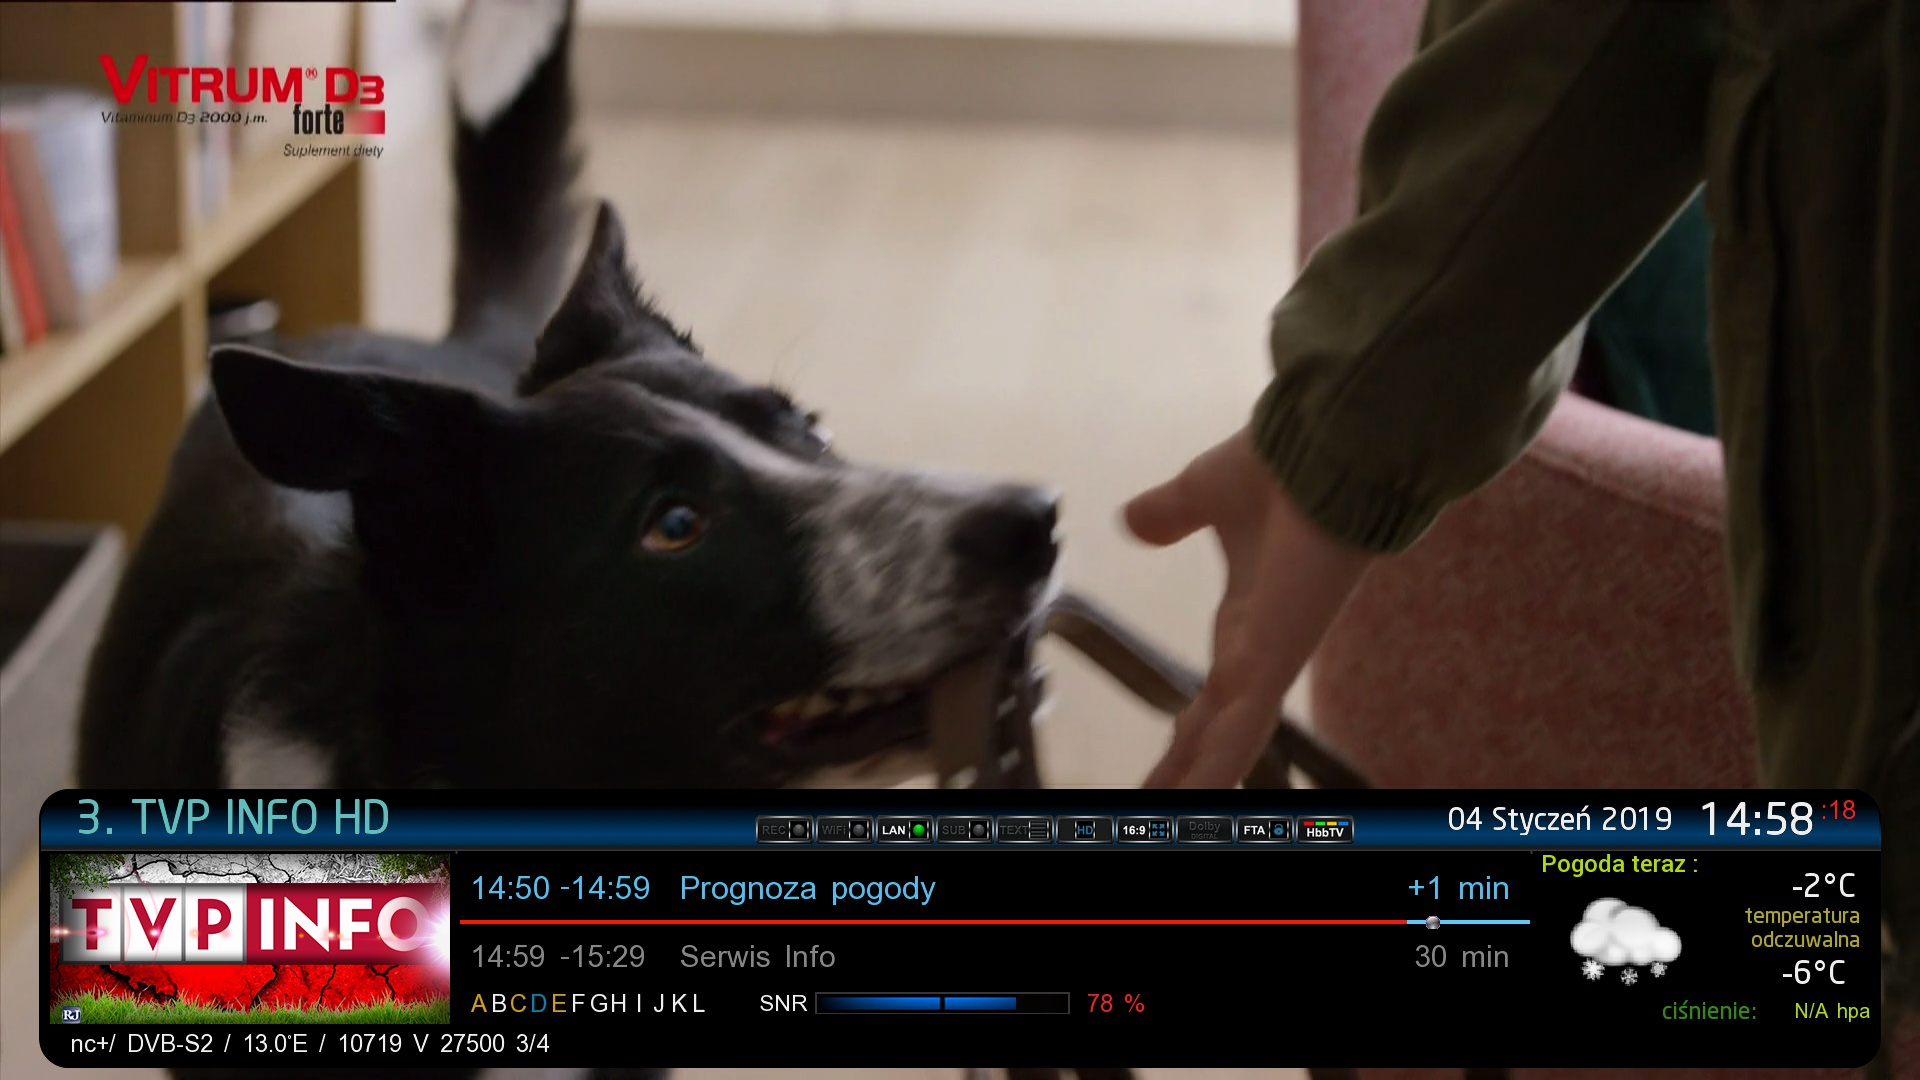 VITRUM® D3
Vitaminum D3 2000 j.m. forte
Suplement diety
3. TVP INFO HD
REC WiFi LAN SUB TEXT HD 16:9 Dolby DIGITAL FTA HbbTV
04 Styczeń 2019 14:58 :18
TVP INFO
RJ
14:50 -14:59 Prognoza pogody +1 min
14:59 -15:29 Serwis Info 30 min
ABCDEFGHIJKL SNR 78 %
nc+/ DVB-S2 / 13.0°E / 10719 V 27500 3/4
Pogoda teraz :
-2°C
temperatura
odczuwalna
-6°C
ciśnienie: N/A hpa